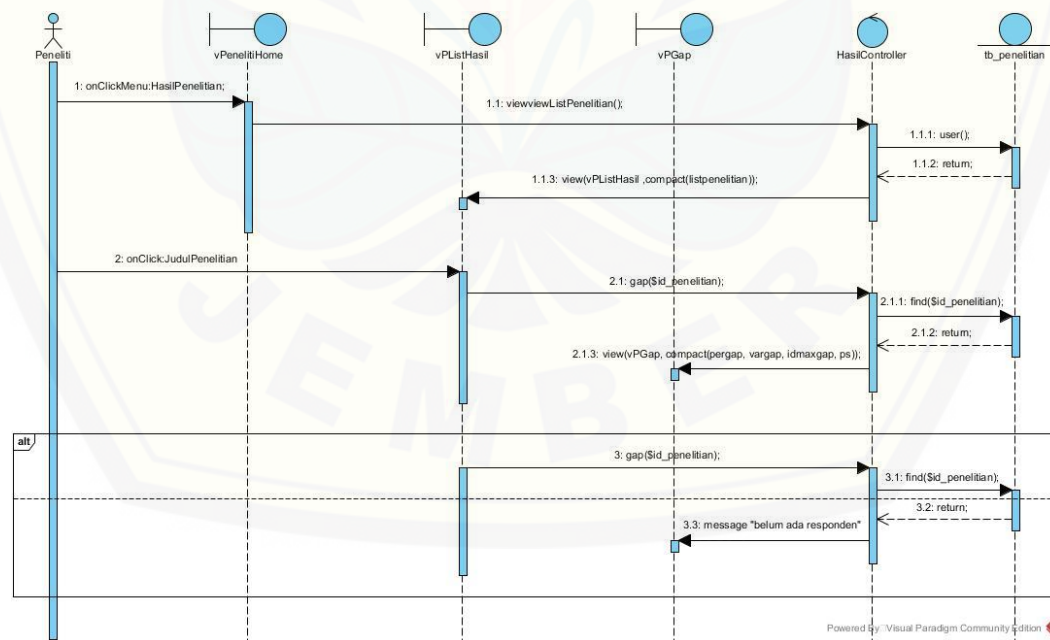 Peneliti
vPenelitiHome
vPListHasil
vPGap
HasilController
tb_penelitian
1: onClickMenu:HasilPenelitian;
1.1: viewviewListPenelitian();
1.1.1: user();
1.1.2: return;
1.1.3: view(vPListHasil ,compact(listpenelitian));
2: onClick:JudulPenelitian
2.1: gap($id_penelitian);
2.1.1: find($id_penelitian);
2.1.2: return;
2.1.3: view(vPGap, compact(pergap, vargap, idmaxgap, ps));
JEMBER
alt
3: gap($id_penelitian);
3.1: find($id_penelitian);
3.2: return;
3.3: message "belum ada responden"
Powered By Visual Paradigm Community Edition